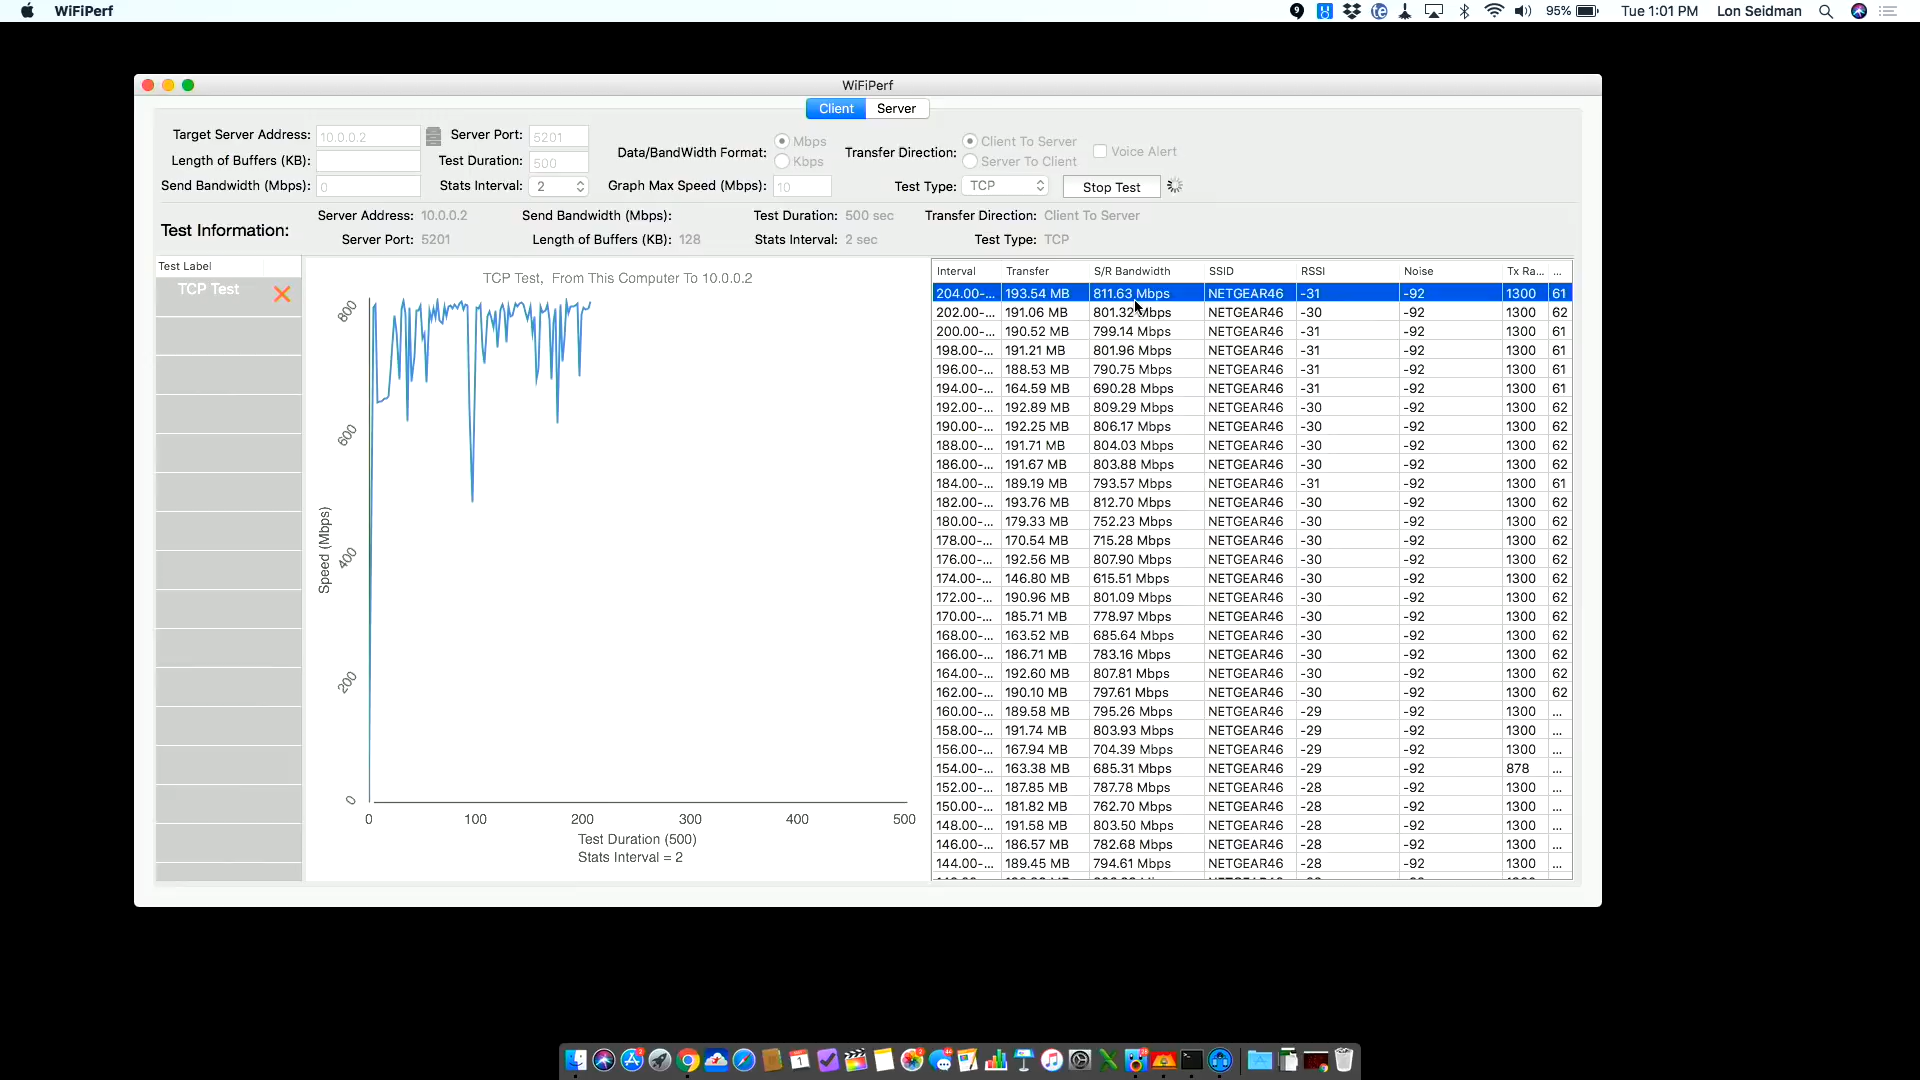 WiFiPerf
95%
Tue 1:01 PM
Lon Seidman
WiFiPerf
Client
Server
Target Server Address: 10.0.0.2
Server Port: 5201
Length of Buffers (KB):
Test Duration: 500
Send Bandwidth (Mbps): 0
Stats Interval: 2
Data/BandWidth Format:
Mbps
Kbps
Graph Max Speed (Mbps): 10
Transfer Direction:
Client To Server
Server To Client
Voice Alert
Test Type: TCP
Stop Test
Test Information:
Server Address: 10.0.0.2
Send Bandwidth (Mbps):
Test Duration: 500 sec
Transfer Direction: Client To Server
Server Port: 5201
Length of Buffers (KB): 128
Stats Interval: 2 sec
Test Type: TCP
Test Label
TCP Test
TCP Test, From This Computer To 10.0.0.2
Speed (Mbps)
800
600
400
200
0
0 100 200 300 400 500
Test Duration (500)
Stats Interval = 2
Interval Transfer S/R Bandwidth SSID RSSI Noise Tx Ra... ...
204.00-... 193.54 MB 811.63 Mbps NETGEAR46 -31 -92 1300 61
202.00-... 191.06 MB 801.32 Mbps NETGEAR46 -30 -92 1300 62
200.00-... 190.52 MB 799.14 Mbps NETGEAR46 -31 -92 1300 61
198.00-... 191.21 MB 801.96 Mbps NETGEAR46 -31 -92 1300 61
196.00-... 188.53 MB 790.75 Mbps NETGEAR46 -31 -92 1300 61
194.00-... 164.59 MB 690.28 Mbps NETGEAR46 -31 -92 1300 61
192.00-... 192.89 MB 809.29 Mbps NETGEAR46 -30 -92 1300 62
190.00-... 192.25 MB 806.17 Mbps NETGEAR46 -30 -92 1300 62
188.00-... 191.71 MB 804.03 Mbps NETGEAR46 -30 -92 1300 62
186.00-... 191.67 MB 803.88 Mbps NETGEAR46 -30 -92 1300 62
184.00-... 189.19 MB 793.57 Mbps NETGEAR46 -31 -92 1300 61
182.00-... 193.76 MB 812.70 Mbps NETGEAR46 -30 -92 1300 62
180.00-... 179.33 MB 752.23 Mbps NETGEAR46 -30 -92 1300 62
178.00-... 170.54 MB 715.28 Mbps NETGEAR46 -30 -92 1300 62
176.00-... 192.56 MB 807.90 Mbps NETGEAR46 -30 -92 1300 62
174.00-... 146.80 MB 615.51 Mbps NETGEAR46 -30 -92 1300 62
172.00-... 190.96 MB 801.09 Mbps NETGEAR46 -30 -92 1300 62
170.00-... 185.71 MB 778.97 Mbps NETGEAR46 -30 -92 1300 62
168.00-... 163.52 MB 685.64 Mbps NETGEAR46 -30 -92 1300 62
166.00-... 186.71 MB 783.16 Mbps NETGEAR46 -30 -92 1300 62
164.00-... 192.60 MB 807.81 Mbps NETGEAR46 -30 -92 1300 62
162.00-... 190.10 MB 797.61 Mbps NETGEAR46 -30 -92 1300 62
160.00-... 189.58 MB 795.26 Mbps NETGEAR46 -29 -92 1300 ...
158.00-... 191.74 MB 803.93 Mbps NETGEAR46 -29 -92 1300 ...
156.00-... 167.94 MB 704.39 Mbps NETGEAR46 -29 -92 1300 ...
154.00-... 163.38 MB 685.31 Mbps NETGEAR46 -29 -92 878 ...
152.00-... 187.85 MB 787.78 Mbps NETGEAR46 -28 -92 1300 ...
150.00-... 181.82 MB 762.70 Mbps NETGEAR46 -28 -92 1300 ...
148.00-... 191.58 MB 803.50 Mbps NETGEAR46 -28 -92 1300 ...
146.00-... 186.57 MB 782.68 Mbps NETGEAR46 -28 -92 1300 ...
144.00-... 189.45 MB 794.61 Mbps NETGEAR46 -28 -92 1300 ...